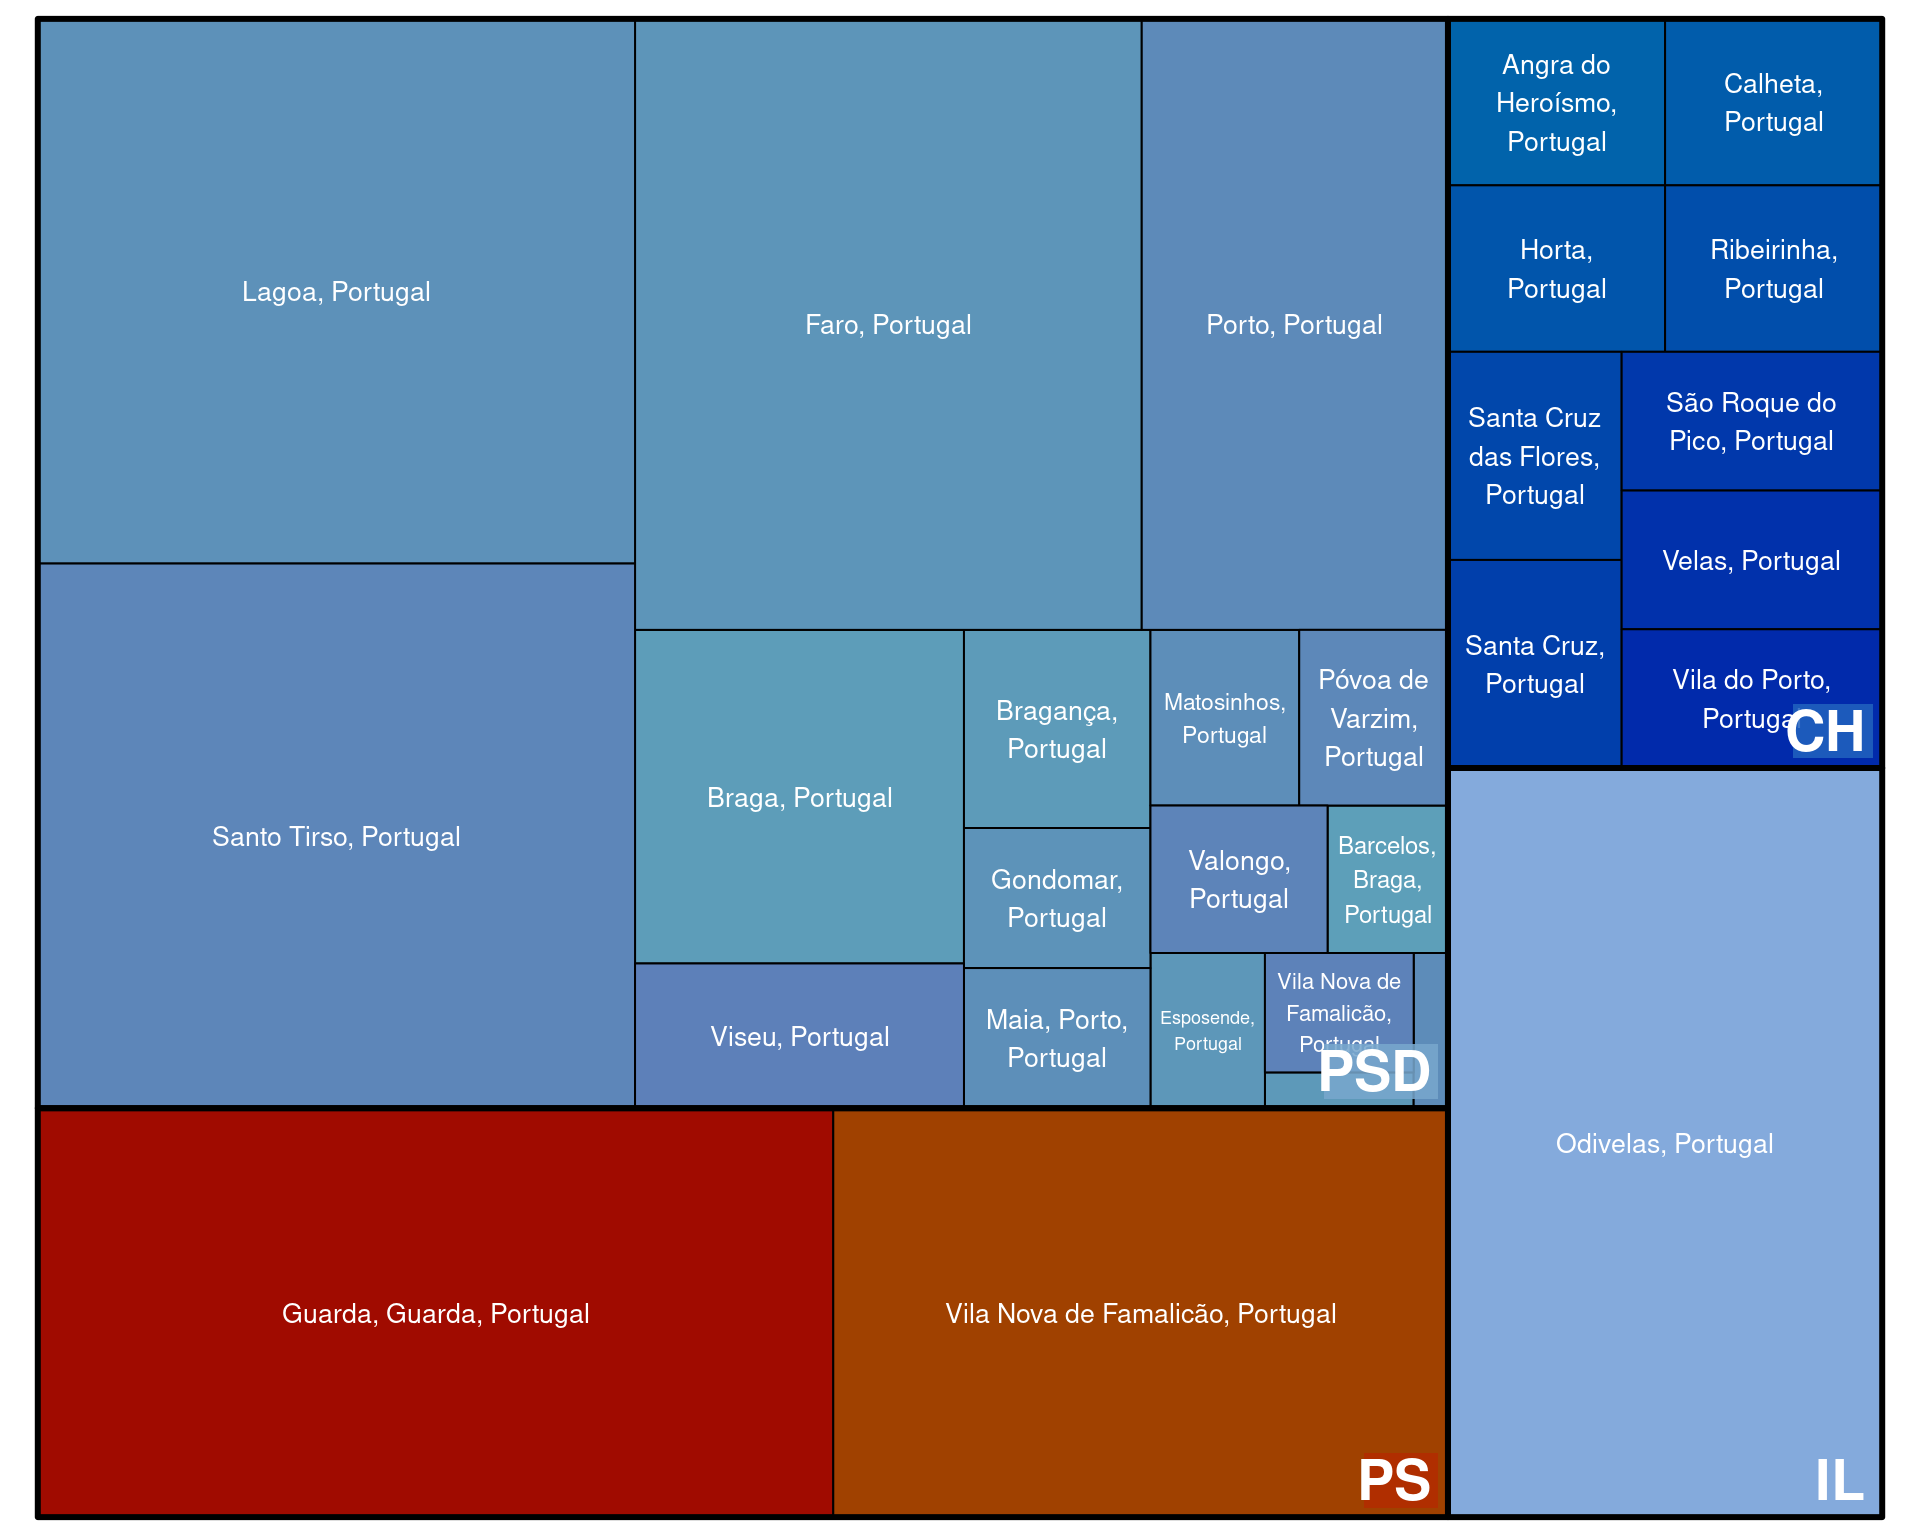 Lagoa, Portugal
Faro, Portugal
Porto, Portugal
Santo Tirso, Portugal
Braga, Portugal
Viseu, Portugal
Bragança,
Portugal
Gondomar,
Portugal
Maia, Porto,
Portugal
Matosinhos,
Portugal
Póvoa de
Varzim,
Portugal
Valongo,
Portugal
Barcelos,
Braga,
Portugal
Esposende,
Portugal
Vila Nova de
Famalicão,
Portugal
PSD
Angra do
Heroísmo,
Portugal
Calheta,
Portugal
Horta,
Portugal
Ribeirinha,
Portugal
Santa Cruz
das Flores,
Portugal
São Roque do
Pico, Portugal
Velas, Portugal
Santa Cruz,
Portugal
Vila do Porto,
Portugal
CH
Guarda, Guarda, Portugal
Vila Nova de Famalicão, Portugal
PS
Odivelas, Portugal
IL